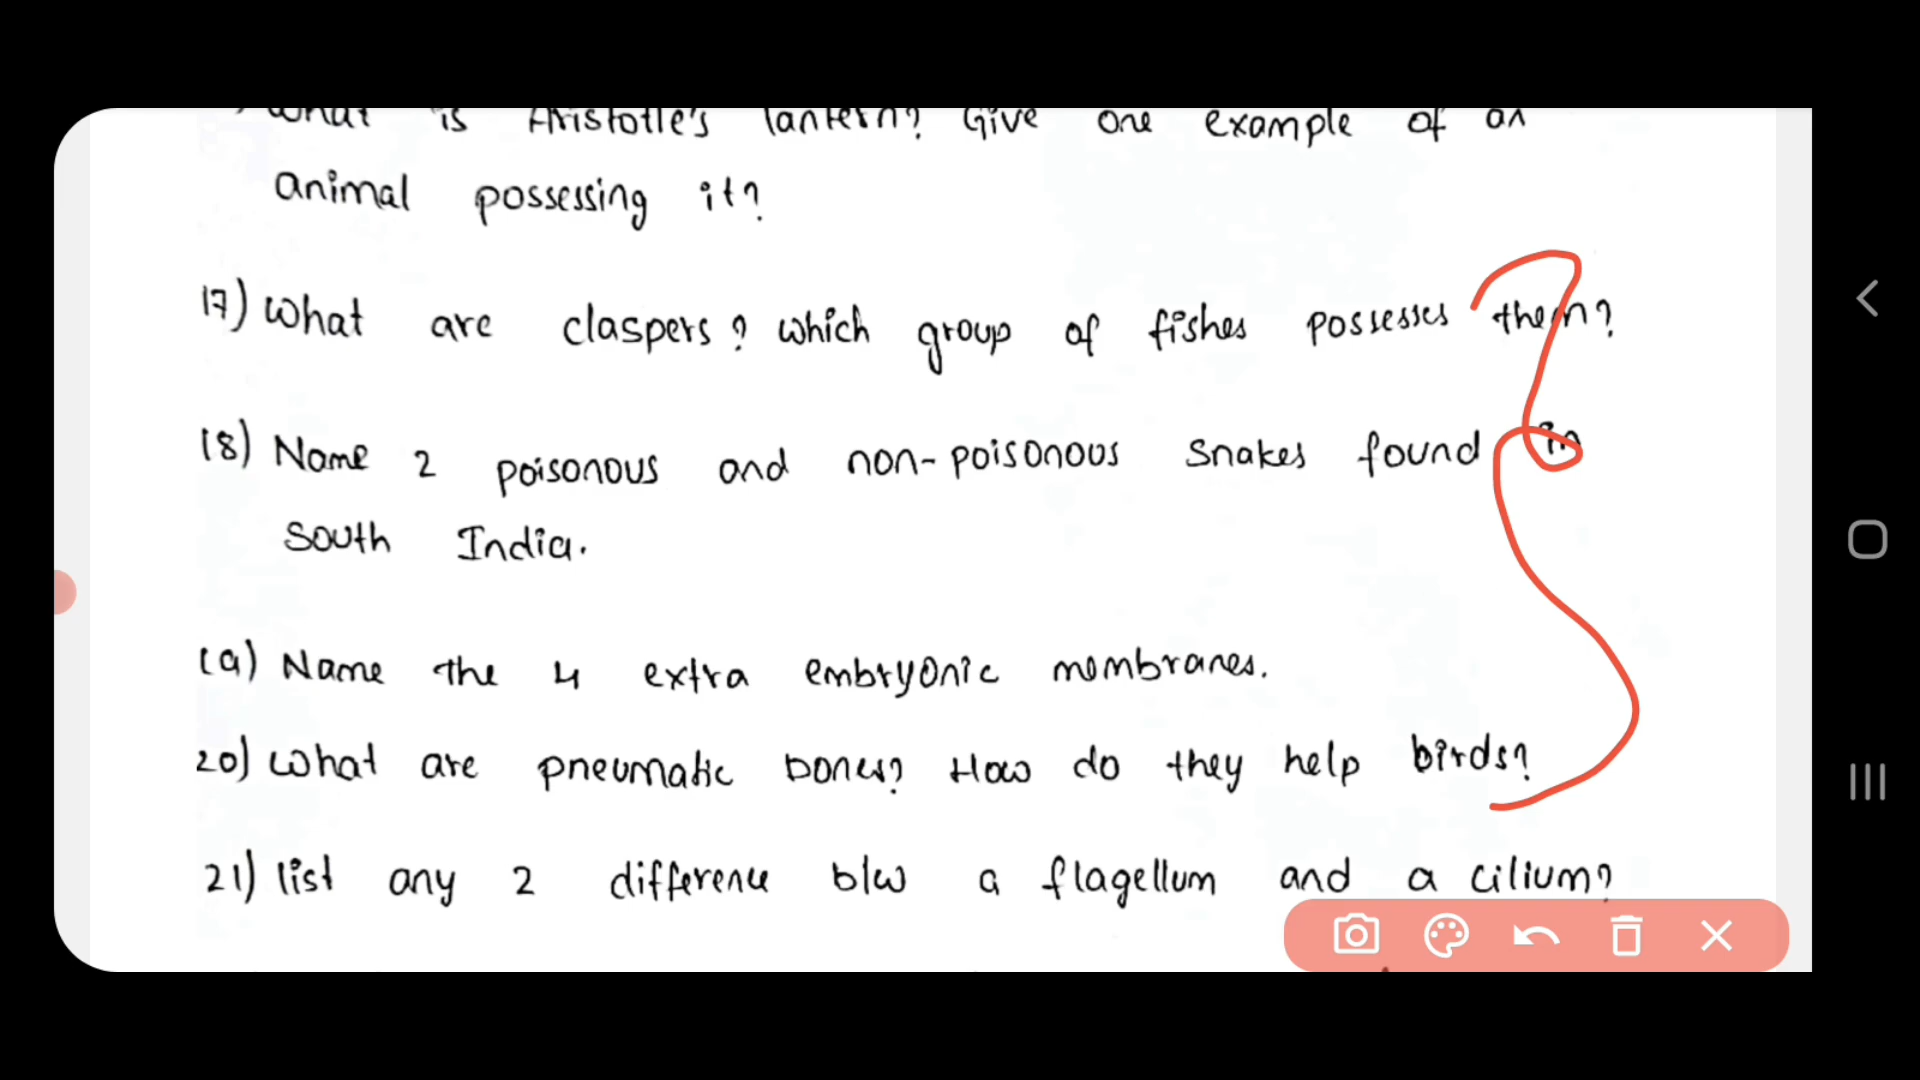 What is Aristotle's lantern? Give one example of an
animal possessing it?
17) What are claspers? which group of fishes possesses them?
18) Name 2 poisonous and non-poisonous snakes found in
South India.
19) Name the 4 extra embryonic membranes.
20) What are pneumatic bones? How do they help birds?
21) list any 2 difference b/w a flagellum and a cilium?